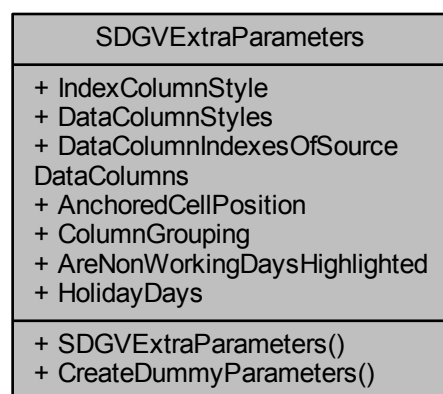 SDGVExtraParameters
+ IndexColumnStyle
+ DataColumnStyles
+ DataColumnIndexesOfSource
DataColumns
+ AnchoredCellPosition
+ ColumnGrouping
+ AreNonWorkingDaysHighlighted
+ HolidayDays
+ SDGVExtraParameters()
+ CreateDummyParameters()